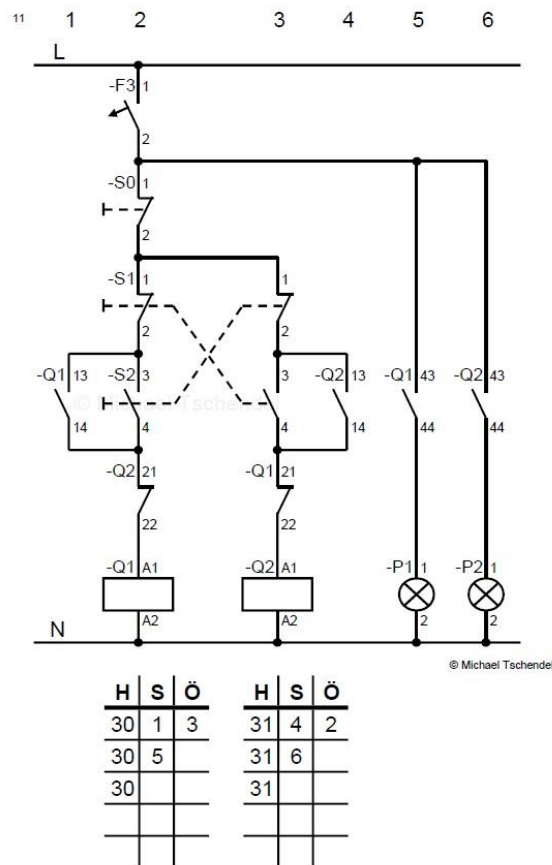 11 1 2 3 4 5 6
L
-F3 1
2
-S0 1
2
-S1 1 1
2 2
-Q1 13 -S2 3 3 -Q2 13 -Q1 43 -Q2 43
© Michael Tschendel
14 4 4 14 44 44
-Q2 21 -Q1 21
22 22
-Q1 A1 -Q2 A1 -P1 1 -P2 1
A2 A2 2 2
N
© Michael Tschendel
H S Ö H S Ö
30 1 3 31 4 2
30 5 31 6
30 31